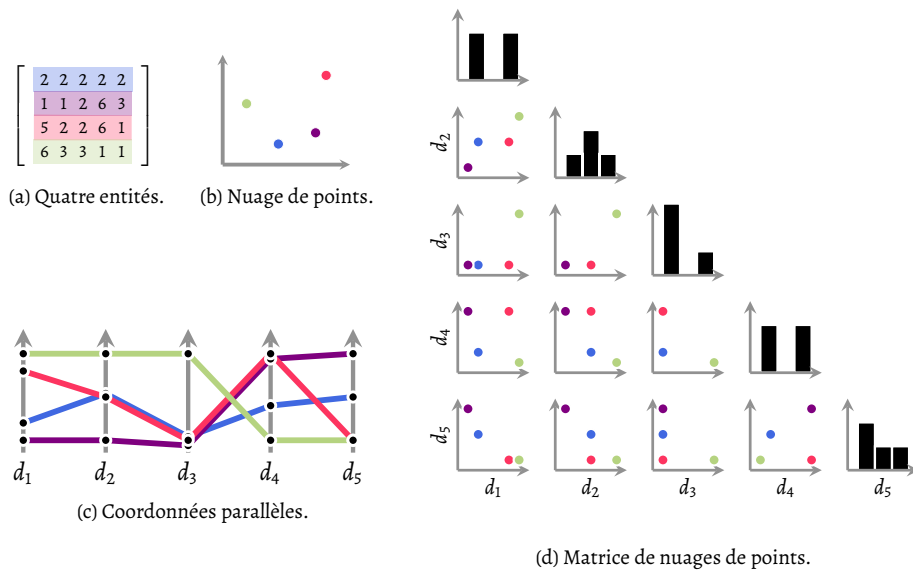 2 2 2 2 2
1 1 2 6 3
5 2 2 6 1
6 3 3 1 1
(a) Quatre entités.
(b) Nuage de points.
d1 d2 d3 d4 d5
(c) Coordonnées parallèles.
d2
d3
d4
d5
d1 d2 d3 d4 d5
(d) Matrice de nuages de points.